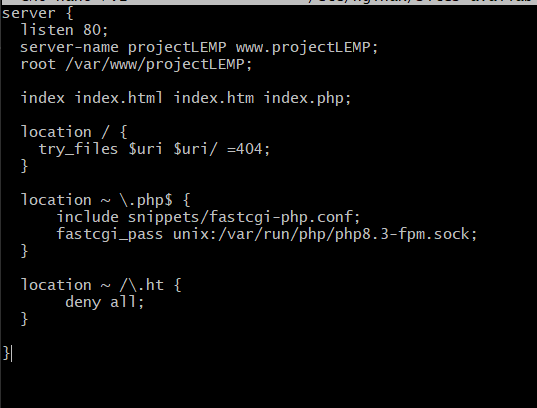 server {
listen 80;
server-name projectLEMP www.projectLEMP;
root /var/www/projectLEMP;
index index.html index.htm index.php;
location / {
try_files $uri $uri/ =404;
}
location ~ \.php$ {
include snippets/fastcgi-php.conf;
fastcgi_pass unix:/var/run/php/php8.3-fpm.sock;
}
location ~ /\.ht {
deny all;
}
}